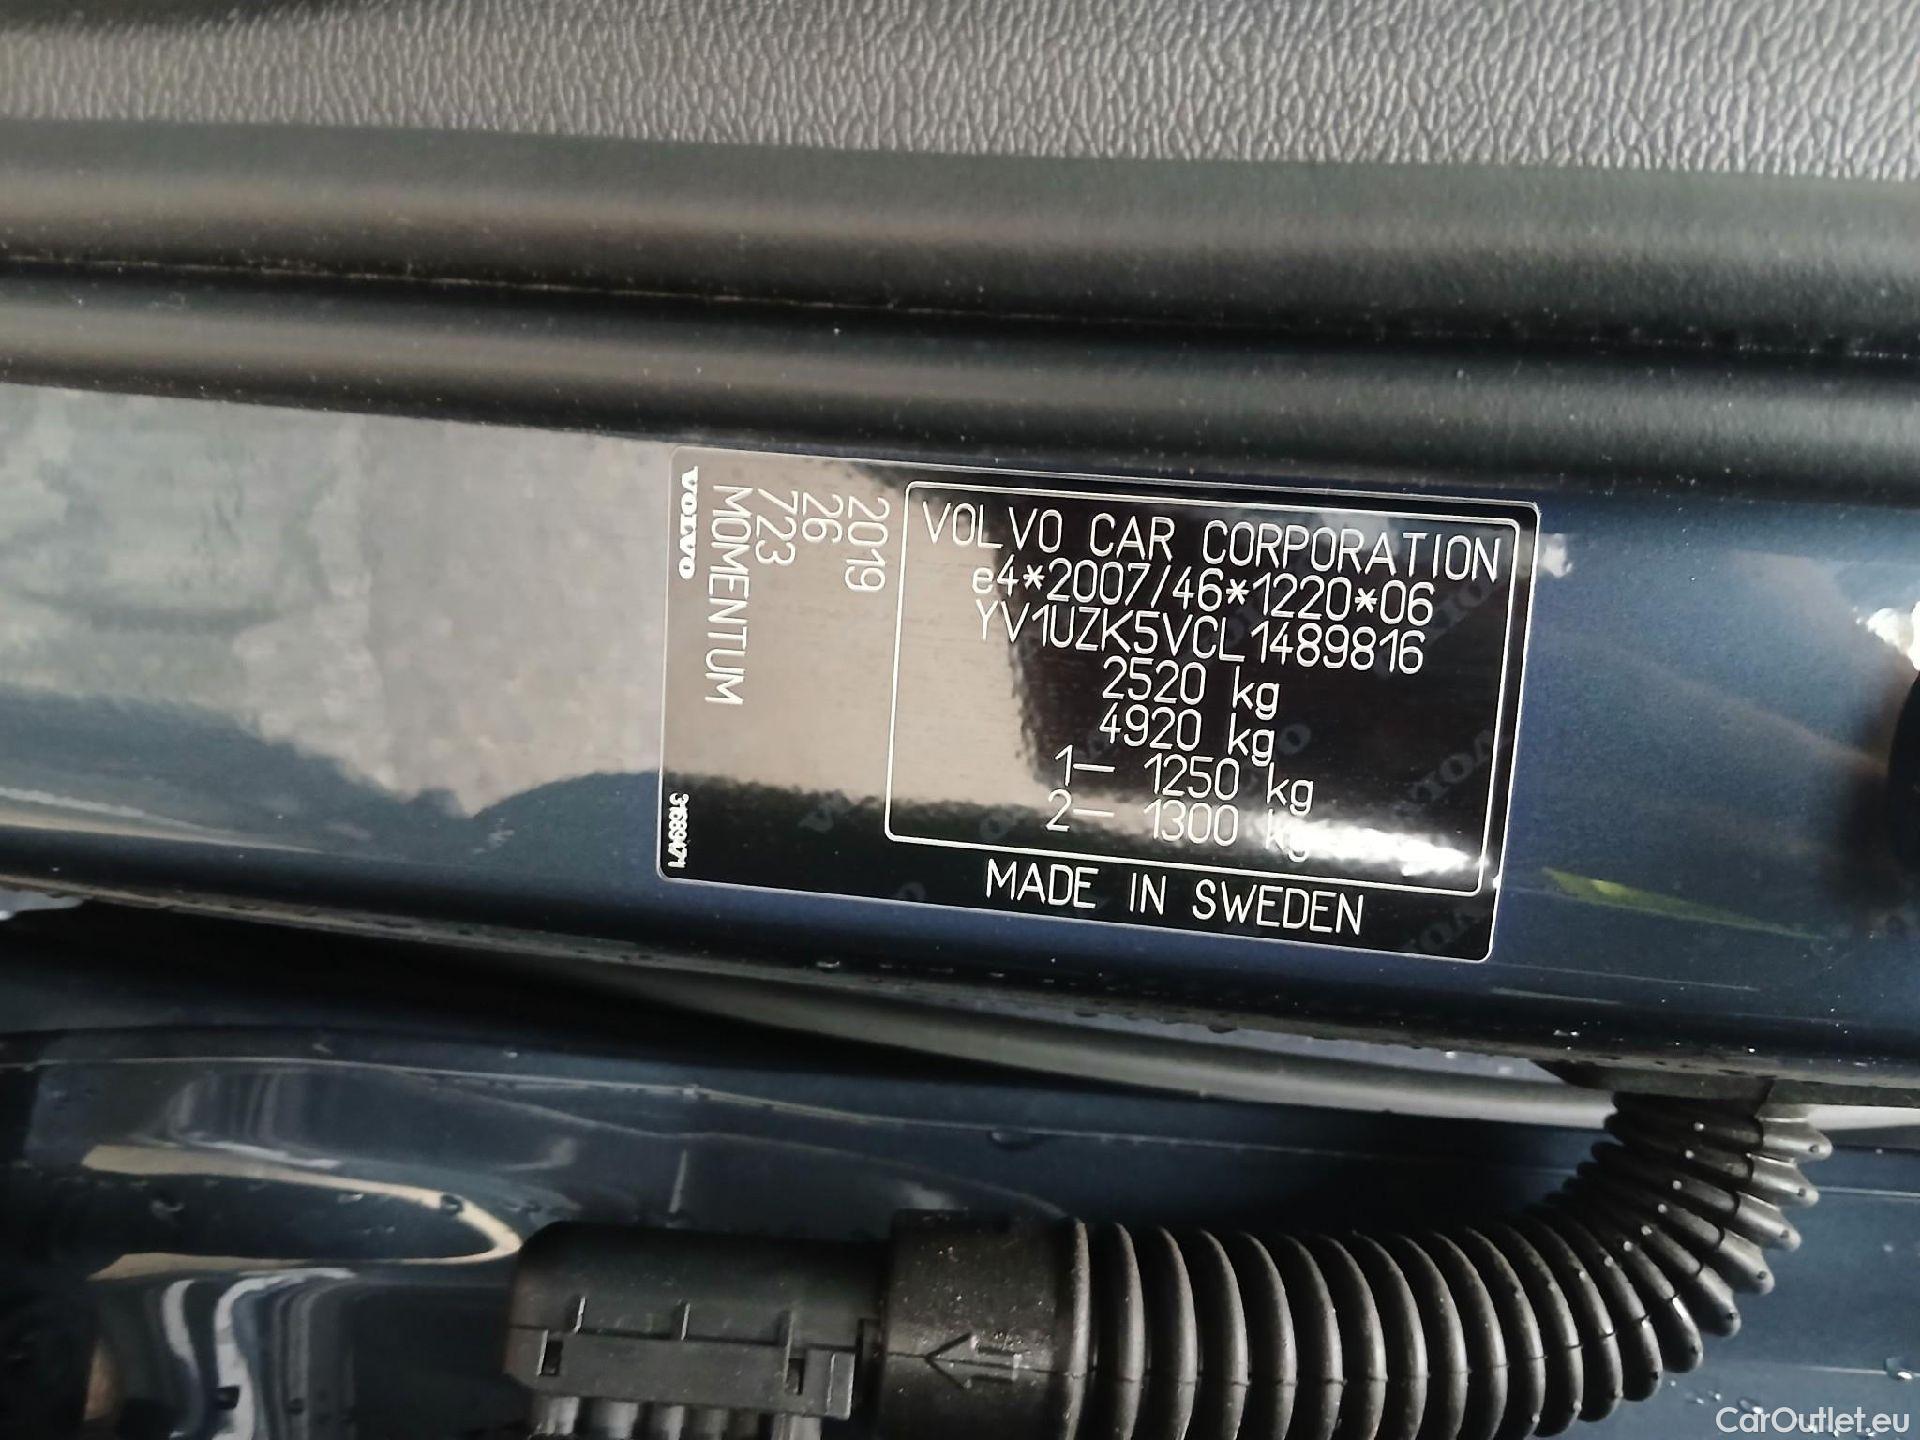 VOLVO CAR CORPORATION
e4*2007/46*1220*06
YV1UZK5VCL1489816
2520 kg
4920 kg
1– 1250 kg
2– 1300 kg
MADE IN SWEDEN
2019
26
723
MOMENTUM
VOLVO
CarOutlet.eu